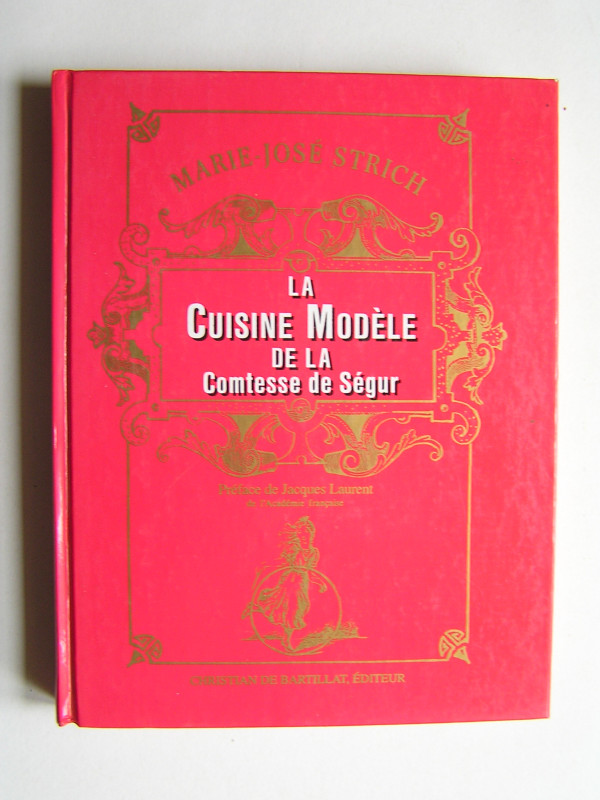 MARIE-JOSÉ STRICH
LA
CUISINE MODÈLE
DE LA
Comtesse de Ségur
Préface de Jacques Laurent
de l'Académie française
CHRISTIAN DE BARTILLAT, ÉDITEUR